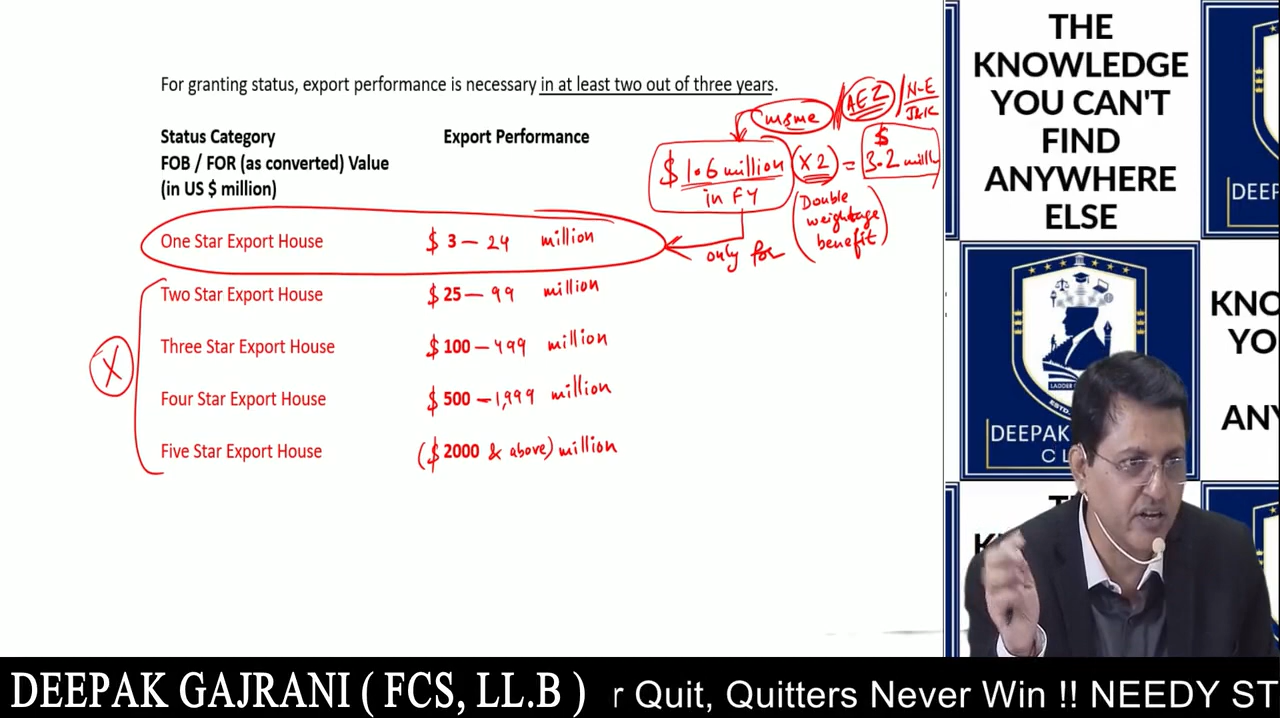 For granting status, export performance is necessary in at least two out of three years.
Status Category Export Performance
FOB / FOR (as converted) Value
(in US $ million)
msme / AEZ / N-E
J&K
$ 1.6 million (X2) = $ 3.2 mill
in FY
(Double
weightage
benefit)
only for
One Star Export House $ 3 – 24 million
Two Star Export House $ 25 – 99 million
Three Star Export House $ 100 – 499 million
Four Star Export House $ 500 – 1,999 million
Five Star Export House ($ 2000 & above) million
X
THE
KNOWLEDGE
YOU CAN'T
FIND
ANYWHERE
ELSE
DEEP
KNO
YO
ANY
LADDER
ESTD.
DEEPAK
CL
DEEPAK GAJRANI ( FCS, LL.B ) r Quit, Quitters Never Win !! NEEDY ST